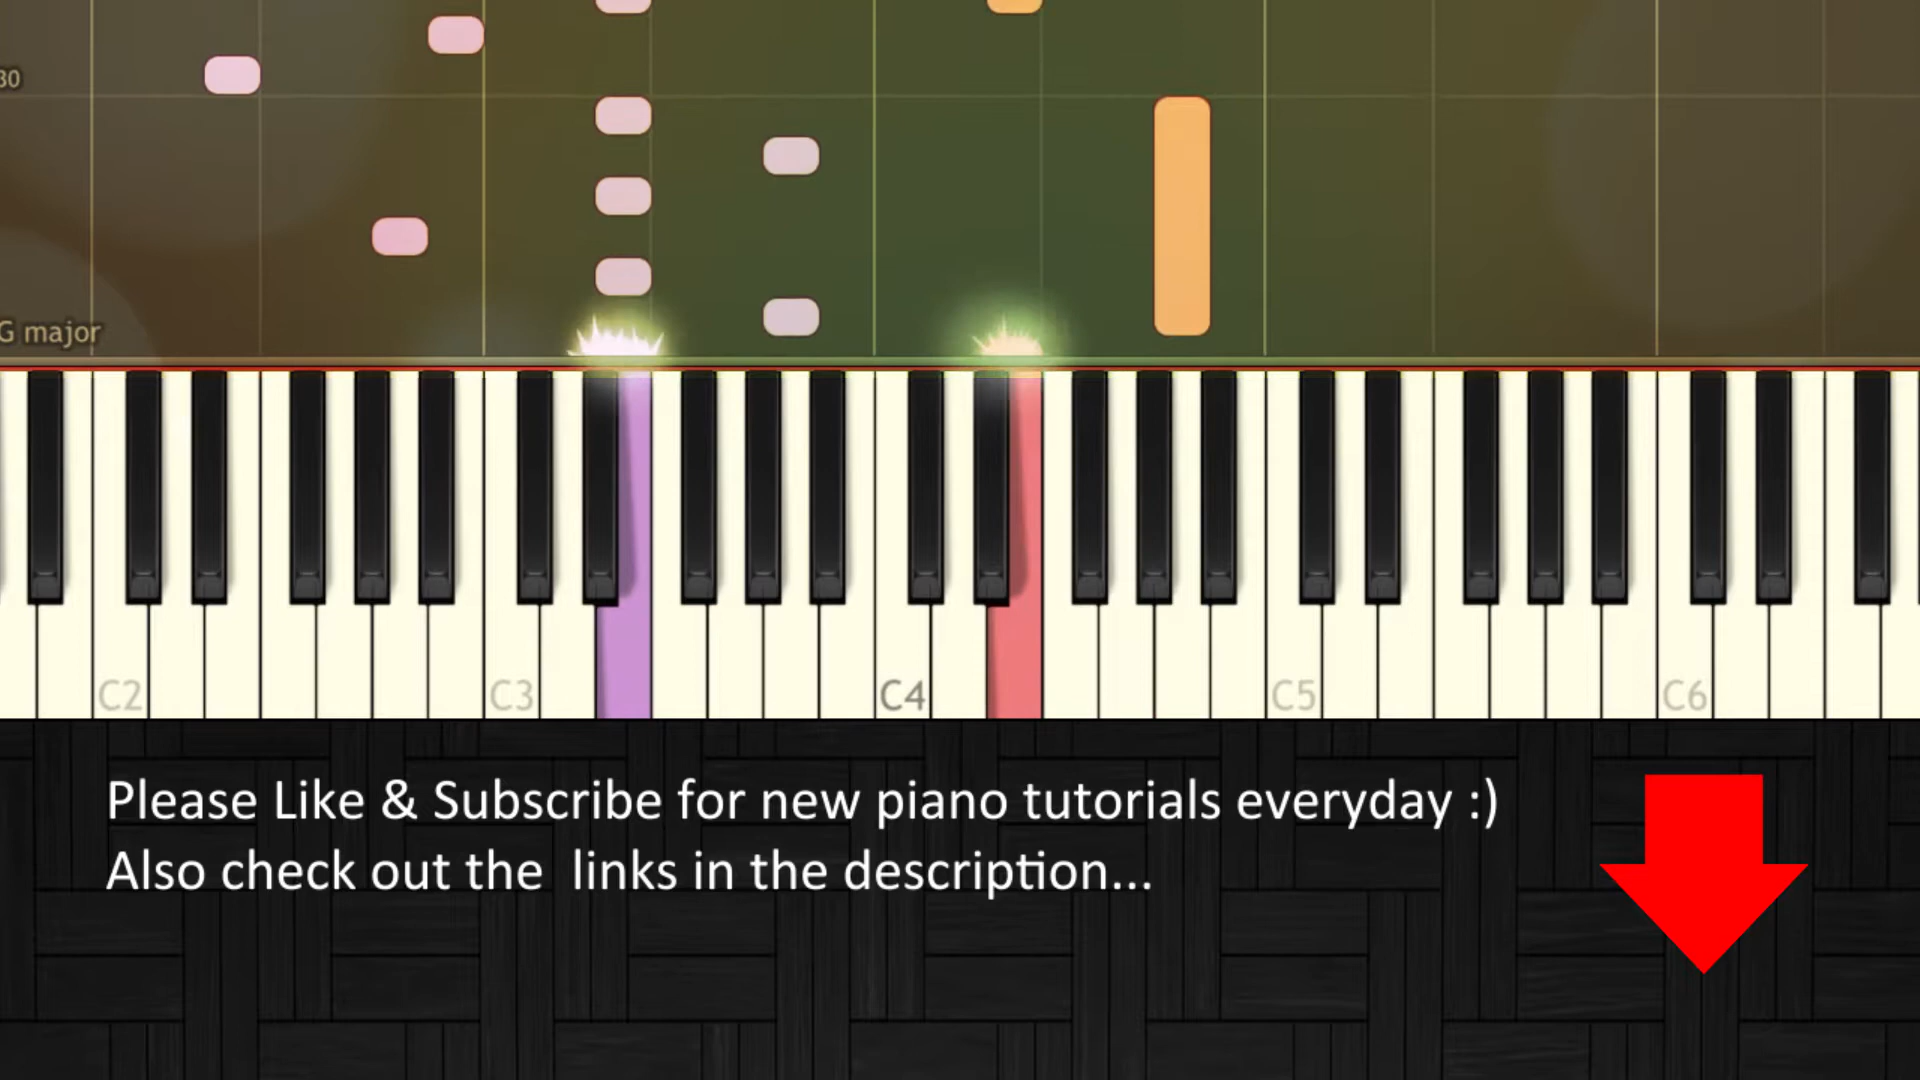 30
G major
C2 C3 C4 C5 C6
Please Like & Subscribe for new piano tutorials everyday :)
Also check out the  links in the description...